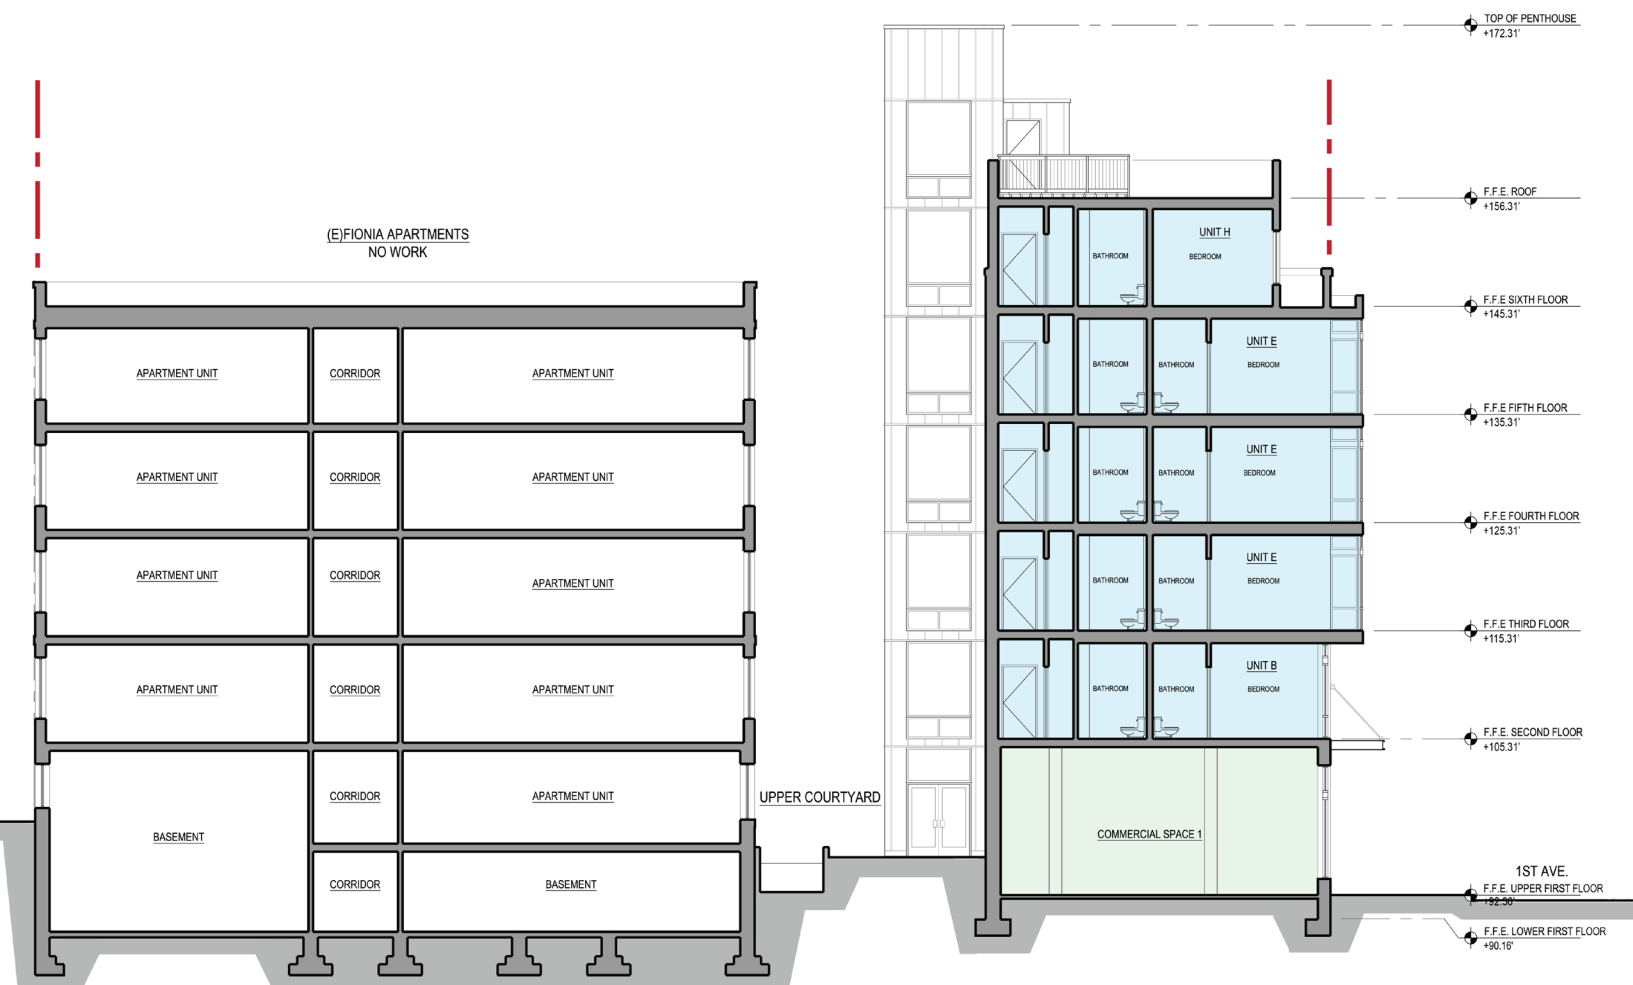 TOP OF PENTHOUSE
+172.31'
F.F.E. ROOF
+156.31'
(E)FIONIA APARTMENTS
NO WORK
UNIT H
BATHROOM
BEDROOM
F.F.E SIXTH FLOOR
+145.31'
APARTMENT UNIT
CORRIDOR
APARTMENT UNIT
UNIT E
BATHROOM
BATHROOM
BEDROOM
F.F.E FIFTH FLOOR
+135.31'
APARTMENT UNIT
CORRIDOR
APARTMENT UNIT
UNIT E
BATHROOM
BATHROOM
BEDROOM
F.F.E FOURTH FLOOR
+125.31'
APARTMENT UNIT
CORRIDOR
APARTMENT UNIT
UNIT E
BATHROOM
BATHROOM
BEDROOM
F.F.E THIRD FLOOR
+115.31'
APARTMENT UNIT
CORRIDOR
APARTMENT UNIT
UNIT B
BATHROOM
BATHROOM
BEDROOM
F.F.E. SECOND FLOOR
+105.31'
CORRIDOR
APARTMENT UNIT
UPPER COURTYARD
BASEMENT
COMMERCIAL SPACE 1
CORRIDOR
BASEMENT
1ST AVE.
F.F.E. UPPER FIRST FLOOR
F.F.E. LOWER FIRST FLOOR
+90.16'